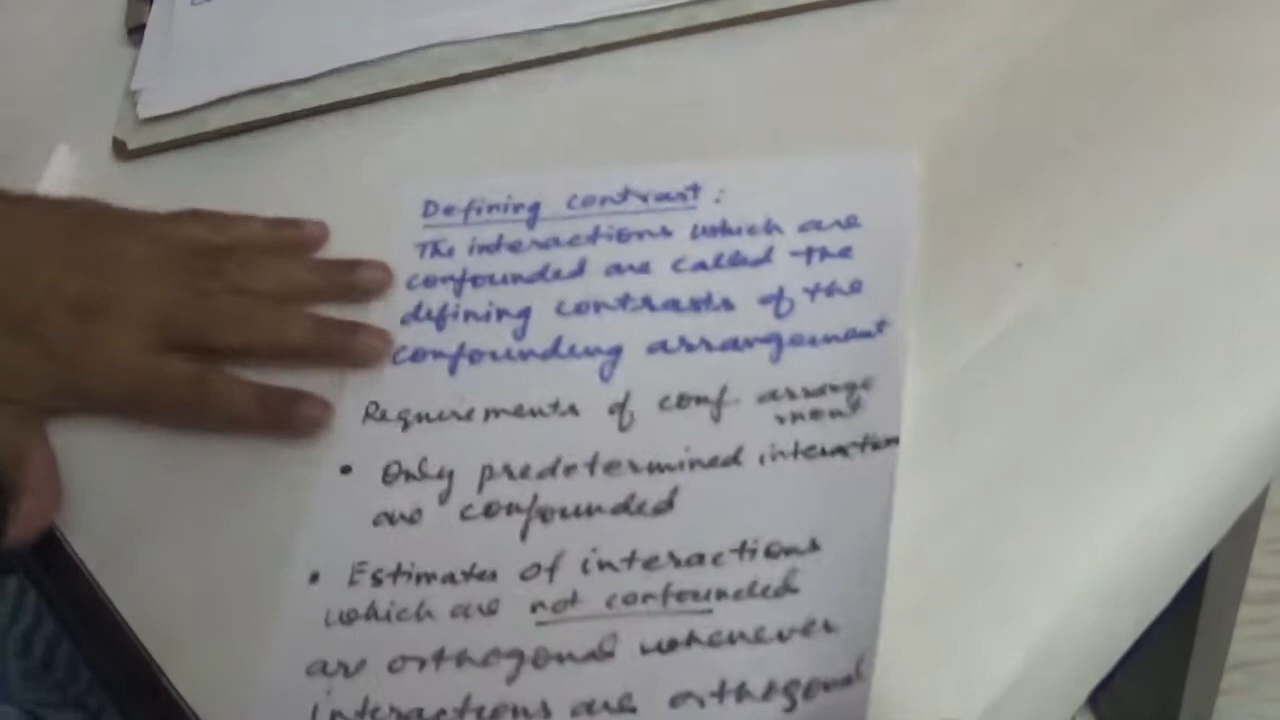 Defining contrast:
The interactions which are
confounded are called the
defining contrasts of the
confounding arrangement
Requirements of conf. arrange
ment
• Only predetermined interaction
are confounded
• Estimates of interactions
which are not confounded
are orthogonal whenever
interactions are orthogonal